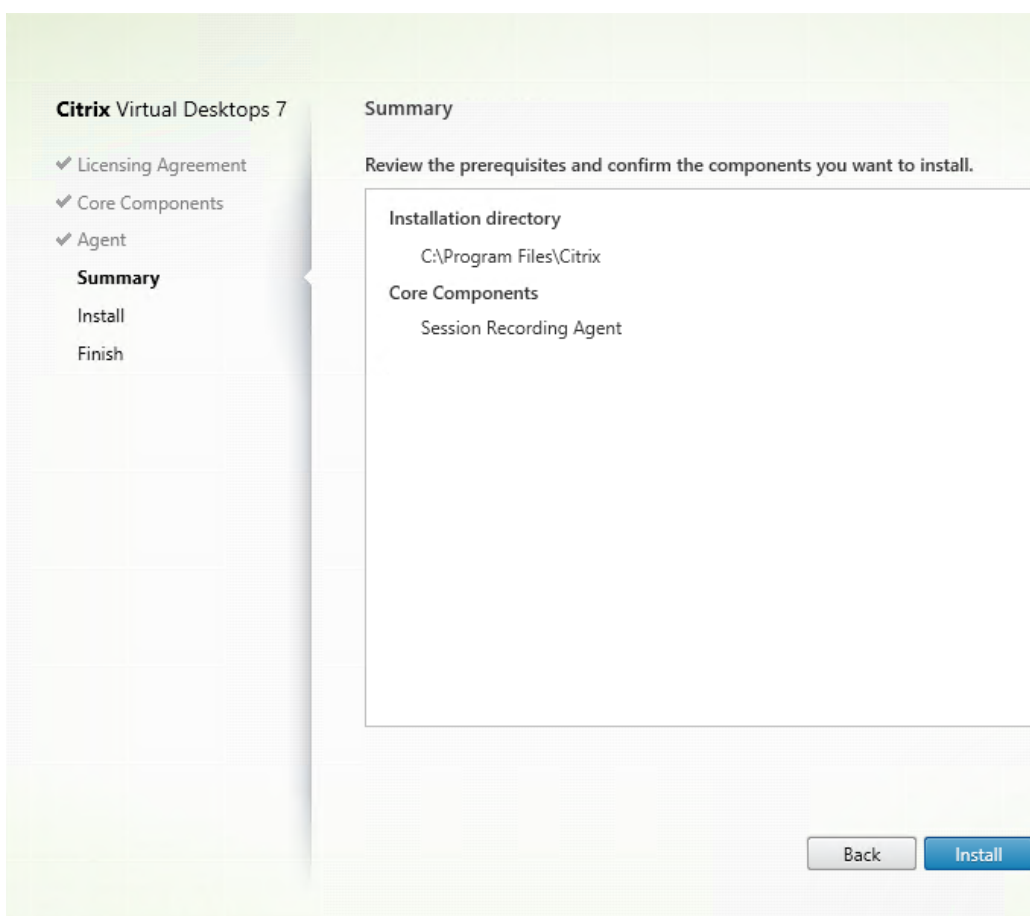 Citrix Virtual Desktops 7
Licensing Agreement
Core Components
Agent
Summary
Install
Finish
Summary
Review the prerequisites and confirm the components you want to install.
Installation directory
C:\Program Files\Citrix
Core Components
Session Recording Agent
Back
Install